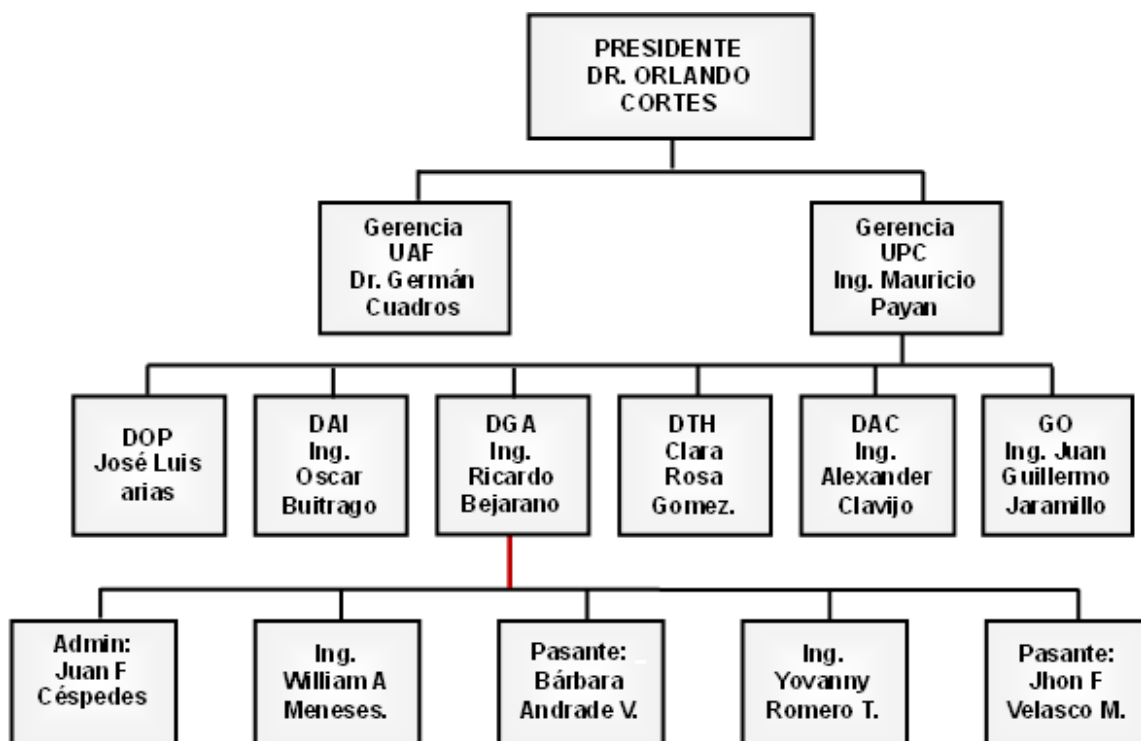 PRESIDENTE
DR. ORLANDO
CORTES
Gerencia
UAF
Dr. Germán
Cuadros
Gerencia
UPC
Ing. Mauricio
Payan
DOP
José Luis
arias
DAI
Ing.
Oscar
Buitrago
DGA
Ing.
Ricardo
Bejarano
DTH
Clara
Rosa
Gomez.
DAC
Ing.
Alexander
Clavijo
GO
Ing. Juan
Guillermo
Jaramillo
Admin:
Juan F
Céspedes
Ing.
William A
Meneses.
Pasante:
Bárbara
Andrade V.
Ing.
Yovanny
Romero T.
Pasante:
Jhon F
Velasco M.